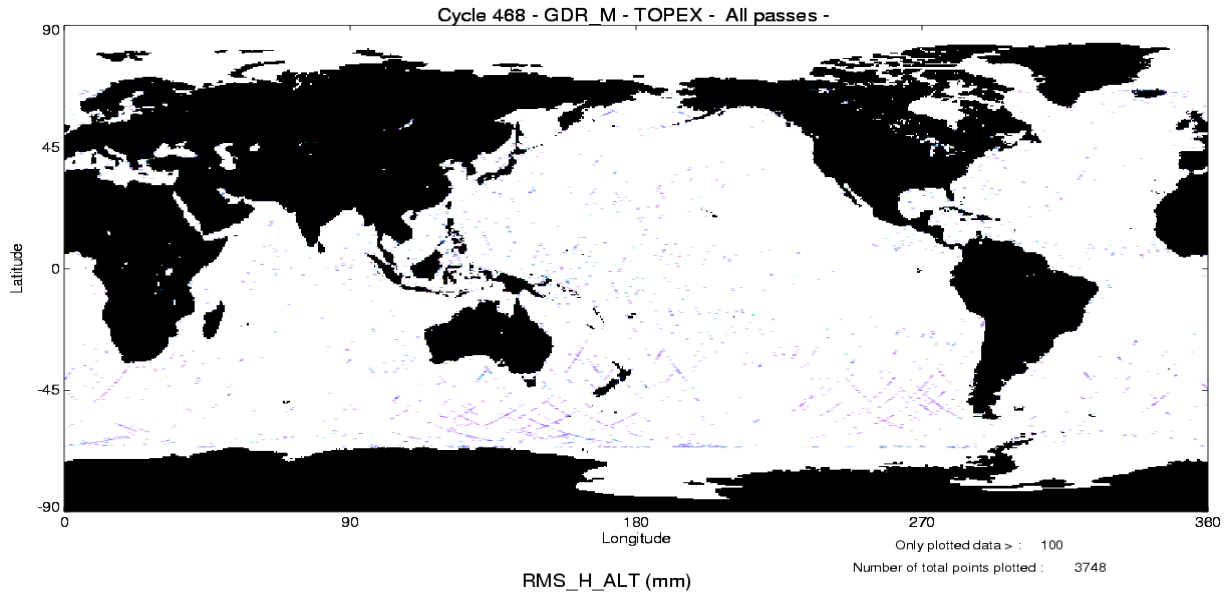 Cycle 468 - GDR_M - TOPEX - All passes -
90
45
0
-45
-90
Latitude
0 90 180 270 360
Longitude
Only plotted data > : 100
Number of total points plotted : 3748
RMS_H_ALT (mm)